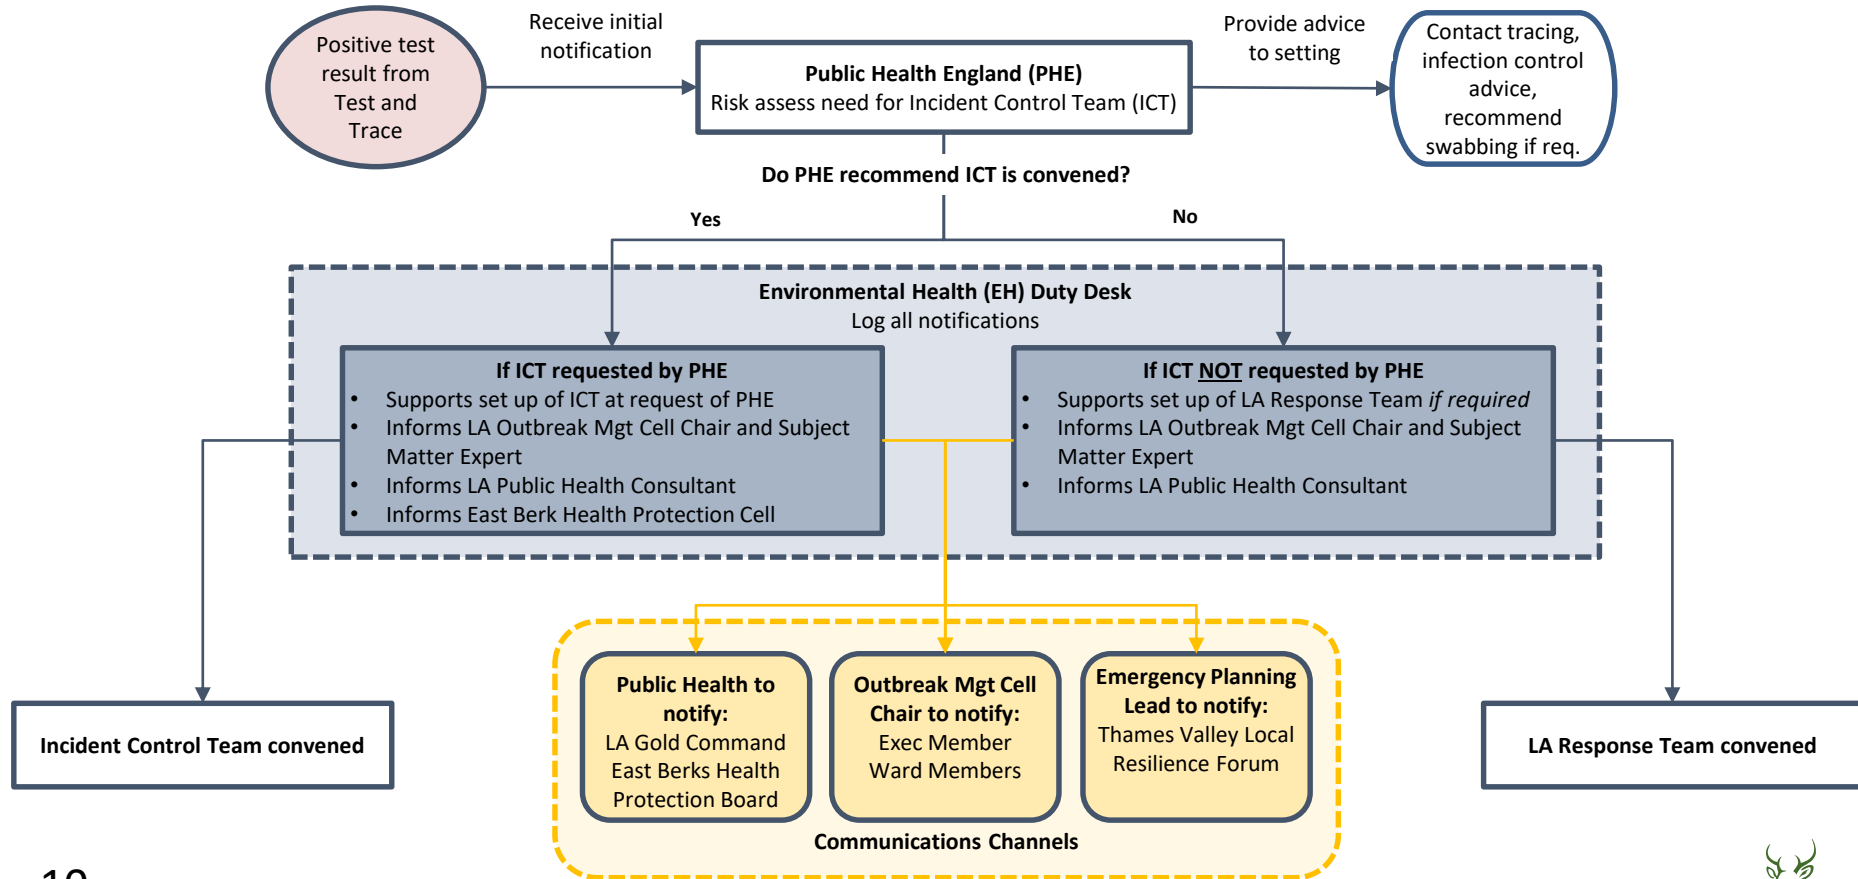 Positive test
result from
Test and
Trace
Receive initial
notification
Public Health England (PHE)
Risk assess need for Incident Control Team (ICT)
Provide advice
to setting
Contact tracing,
infection control
advice,
recommend
swabbing if req.
Do PHE recommend ICT is convened?
Yes
No
Environmental Health (EH) Duty Desk
Log all notifications
If ICT requested by PHE
• Supports set up of ICT at request of PHE
• Informs LA Outbreak Mgt Cell Chair and Subject
Matter Expert
• Informs LA Public Health Consultant
• Informs East Berk Health Protection Cell
If ICT NOT requested by PHE
• Supports set up of LA Response Team if required
• Informs LA Outbreak Mgt Cell Chair and Subject
Matter Expert
• Informs LA Public Health Consultant
Incident Control Team convened
Public Health to
notify:
LA Gold Command
East Berks Health
Protection Board
Outbreak Mgt Cell
Chair to notify:
Exec Member
Ward Members
Emergency Planning
Lead to notify:
Thames Valley Local
Resilience Forum
LA Response Team convened
Communications Channels